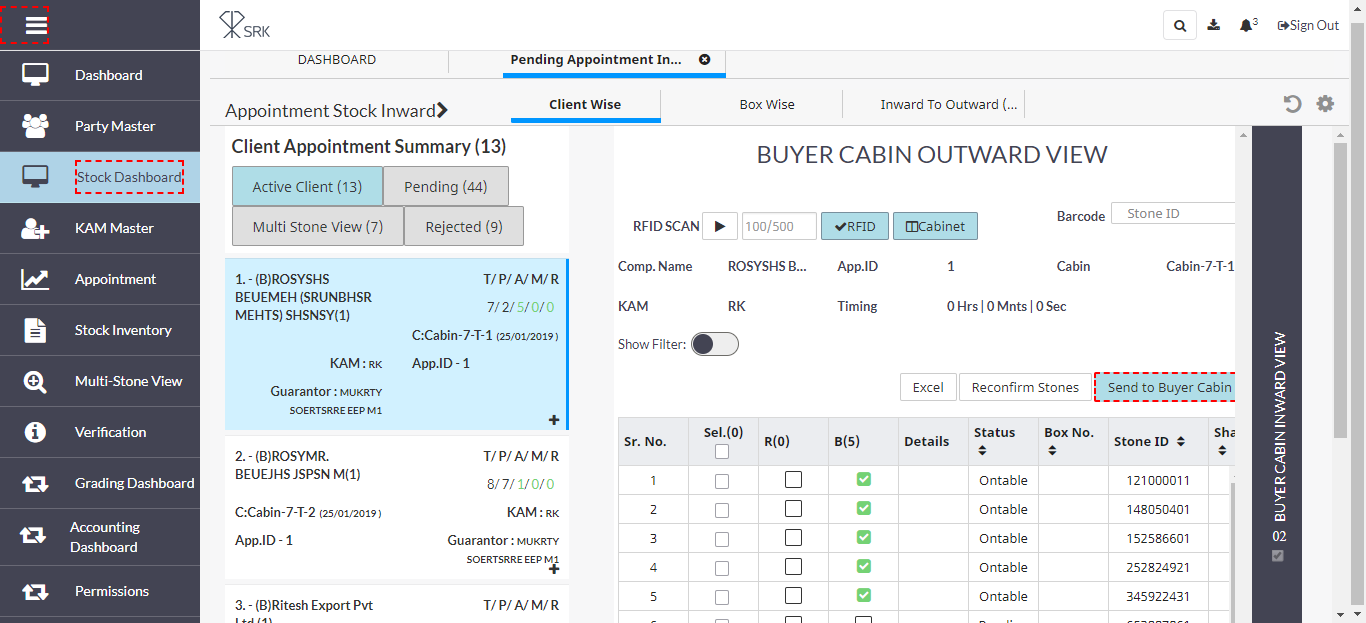 SRK
3
Sign Out
Dashboard
Party Master
Stock Dashboard
KAM Master
Appointment
Stock Inventory
Multi-Stone View
Verification
Grading Dashboard
Accounting
Dashboard
Permissions
DASHBOARD
Pending Appointment In...
Appointment Stock Inward
Client Wise
Box Wise
Inward To Outward (...
Client Appointment Summary (13)
Active Client (13)
Pending (44)
Multi Stone View (7)
Rejected (9)
1. - (B)ROSYSHS
BEUEMEH (SRUNBHSR
MEHTS) SHSNSY(1)
T/ P/ A/ M/ R
7/ 2/ 5/ 0/ 0
C:Cabin-7-T-1 (25/01/2019 )
KAM : RK
App.ID - 1
Guarantor : MUKRTY
SOERTSRRE EEP M1
2. - (B)ROSYMR.
BEUEJHS JSPSN M(1)
T/ P/ A/ M/ R
8/ 7/ 1/ 0/ 0
C:Cabin-7-T-2 (25/01/2019 )
KAM : RK
App.ID - 1
Guarantor : MUKRTY
SOERTSRRE EEP M1
3. - (B)Ritesh Export Pvt
Ltd.(1)
T/ P/ A/ M/ R
BUYER CABIN OUTWARD VIEW
RFID SCAN
100/500
RFID
Cabinet
Barcode
Stone ID
Comp. Name
ROSYSHS B...
App.ID
1
Cabin
Cabin-7-T-1
KAM
RK
Timing
0 Hrs | 0 Mnts | 0 Sec
Show Filter:
Excel
Reconfirm Stones
Send to Buyer Cabin
Sr. No. Sel.(0) R(0) B(5) Details Status Box No. Stone ID Sha
1 Ontable 121000011
2 Ontable 148050401
3 Ontable 152586601
4 Ontable 252824921
5 Ontable 345922431
BUYER CABIN INWARD VIEW
02